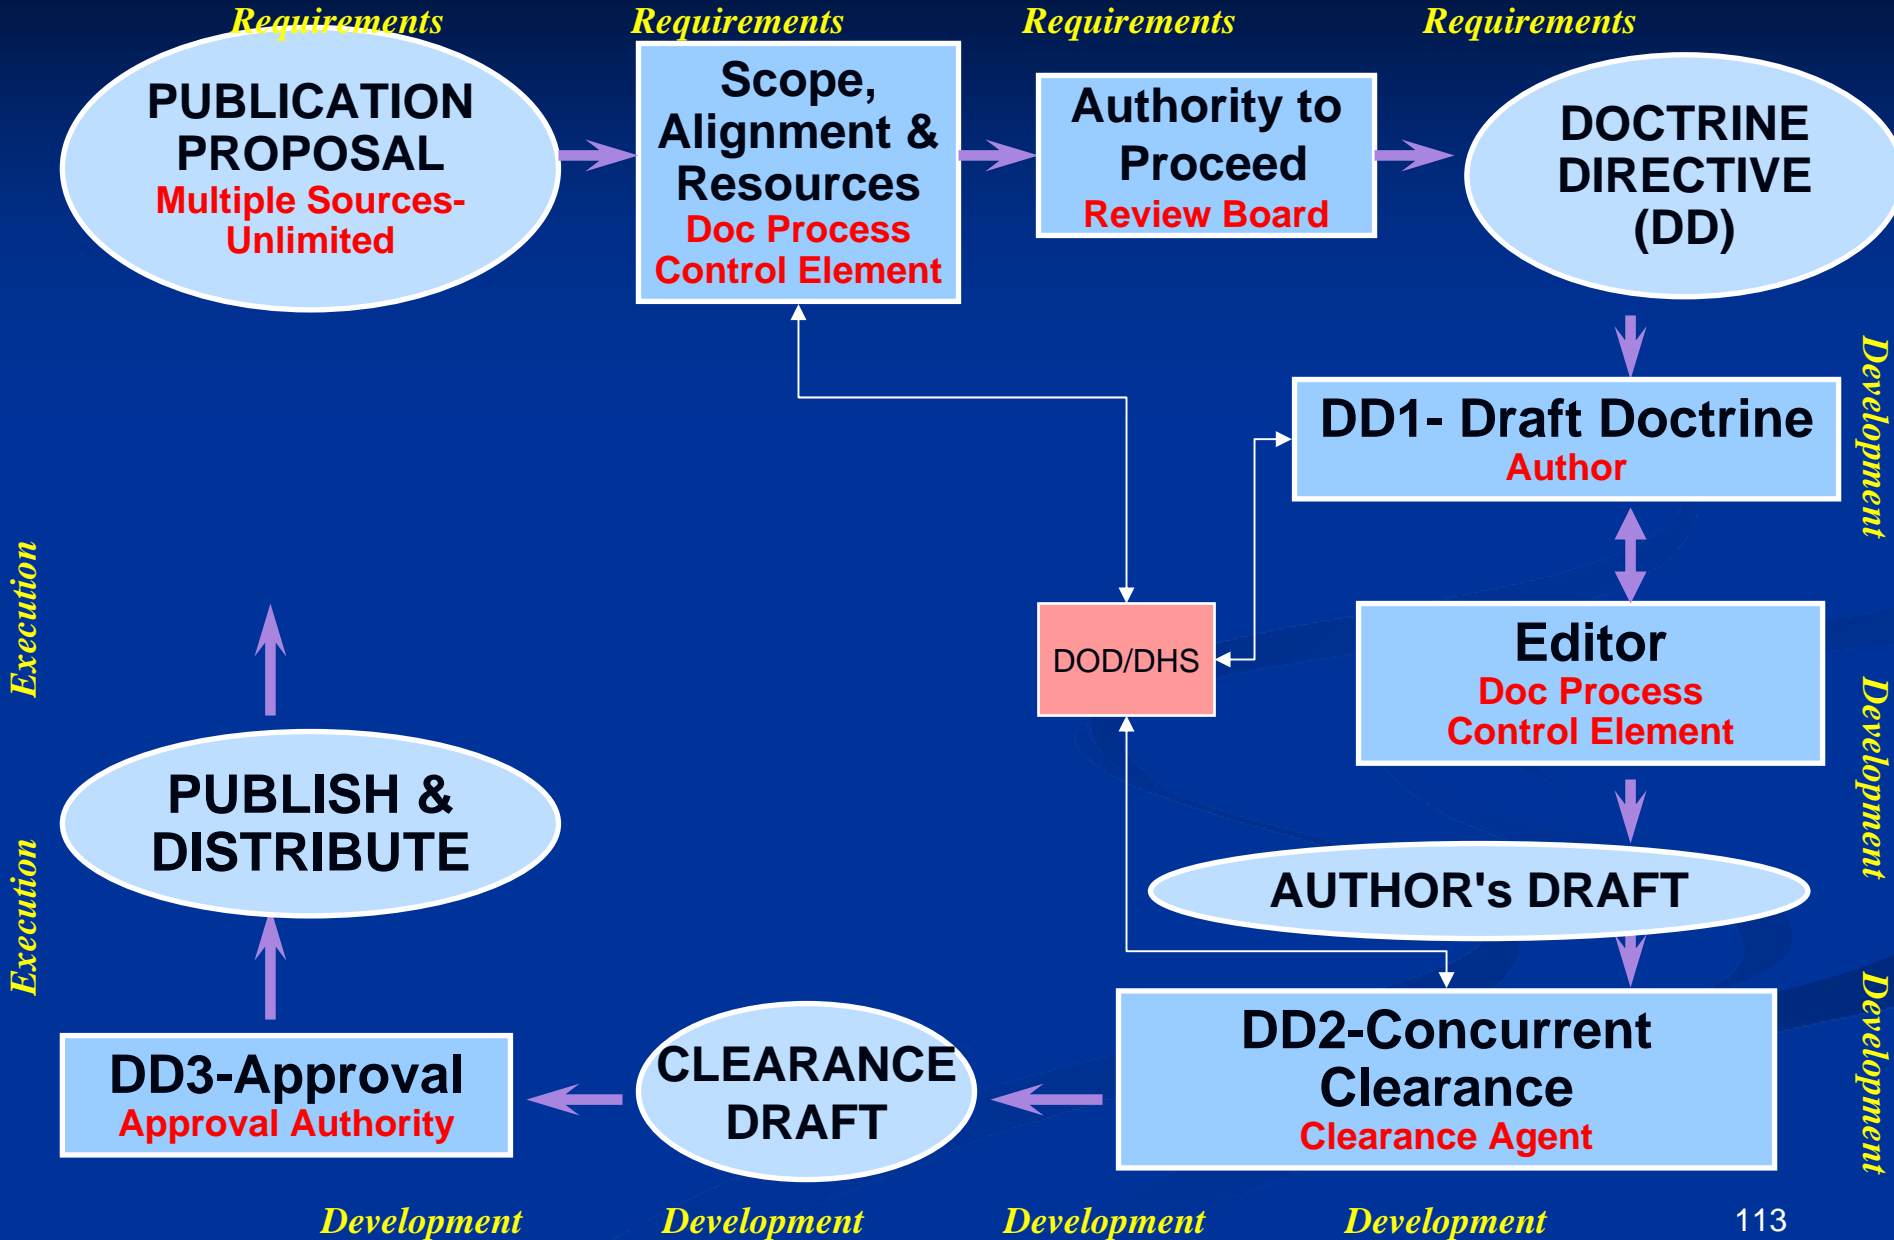 Requirements
Requirements
Requirements
Requirements
PUBLICATION
PROPOSAL
Multiple Sources-
Unlimited
Scope,
Alignment &
Resources
Doc Process
Control Element
Authority to
Proceed
Review Board
DOCTRINE
DIRECTIVE
(DD)
Development
DD1- Draft Doctrine
Author
DOD/DHS
Editor
Doc Process
Control Element
Development
AUTHOR's DRAFT
DD2-Concurrent
Clearance
Clearance Agent
Development
CLEARANCE
DRAFT
DD3-Approval
Approval Authority
Execution
PUBLISH &
DISTRIBUTE
Execution
Development
Development
Development
Development
113